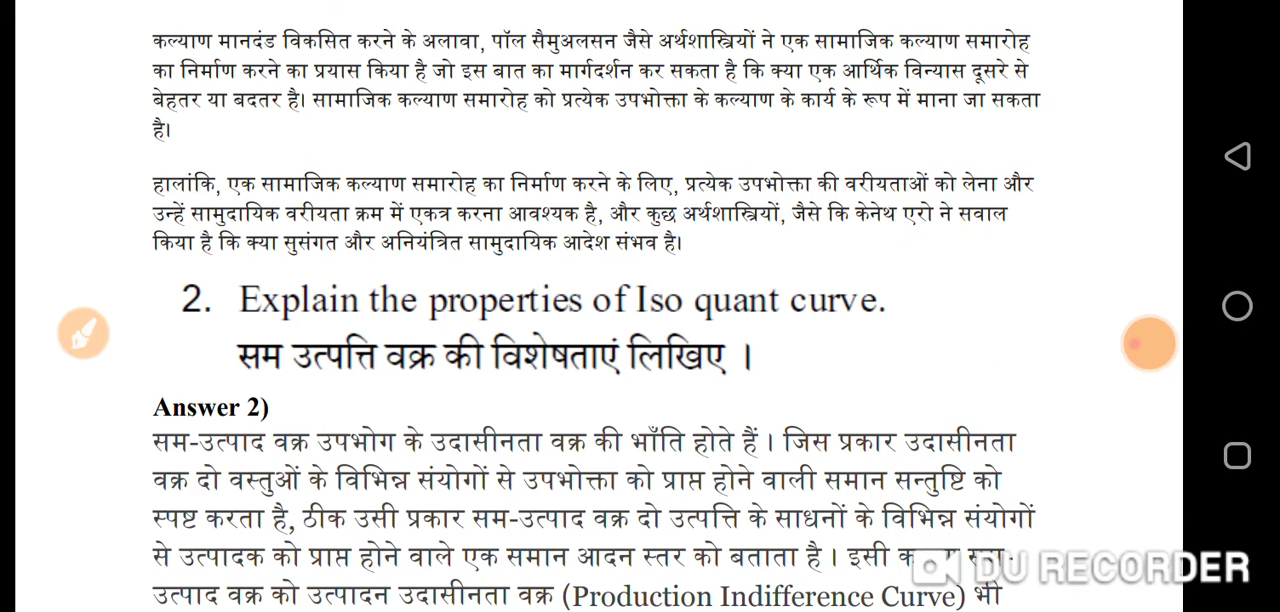 कल्याण मानदंड विकसित करने के अलावा, पॉल सैमुअलसन जैसे अर्थशास्त्रियों ने एक सामाजिक कल्याण समारोह
का निर्माण करने का प्रयास किया है जो इस बात का मार्गदर्शन कर सकता है कि क्या एक आर्थिक विन्यास दूसरे से
बेहतर या बदतर है। सामाजिक कल्याण समारोह को प्रत्येक उपभोक्ता के कल्याण के कार्य के रूप में माना जा सकता
है।
हालांकि, एक सामाजिक कल्याण समारोह का निर्माण करने के लिए, प्रत्येक उपभोक्ता की वरीयताओं को लेना और
उन्हें सामुदायिक वरीयता क्रम में एकत्र करना आवश्यक है, और कुछ अर्थशास्त्रियों, जैसे कि केनेथ एरो ने सवाल
किया है कि क्या सुसंगत और अनियंत्रित सामुदायिक आदेश संभव है।
2. Explain the properties of Iso quant curve.
सम उत्पत्ति वक्र की विशेषताएं लिखिए ।
Answer 2)
सम-उत्पाद वक्र उपभोग के उदासीनता वक्र की भाँति होते हैं । जिस प्रकार उदासीनता
वक्र दो वस्तुओं के विभिन्न संयोगों से उपभोक्ता को प्राप्त होने वाली समान सन्तुष्टि को
स्पष्ट करता है, ठीक उसी प्रकार सम-उत्पाद वक्र दो उत्पत्ति के साधनों के विभिन्न संयोगों
से उत्पादक को प्राप्त होने वाले एक समान आदन स्तर को बताता है । इसी
उत्पाद वक्र को उत्पादन उदासीनता वक्र (Production Indifference Curve) भी
DU RECORDER